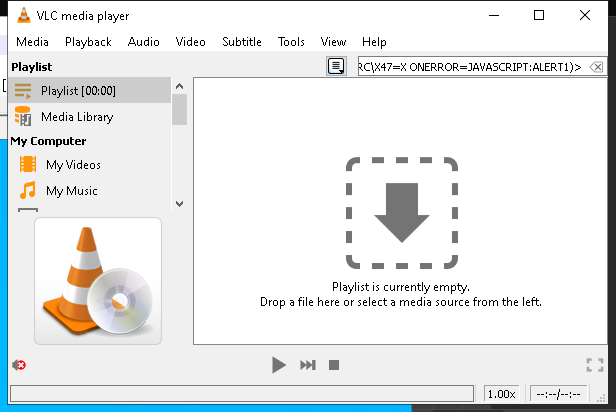 VLC media player
Media Playback Audio Video Subtitle Tools View Help
Playlist
RC\X47=X ONERROR=JAVASCRIPT:ALERT1)>
Playlist [00:00]
Media Library
My Computer
My Videos
My Music
Playlist is currently empty.
Drop a file here or select a media source from the left.
1.00x
--:--/--:--